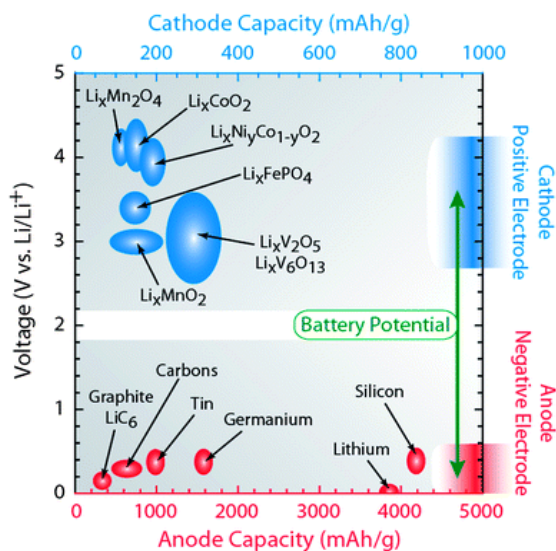 Cathode Capacity (mAh/g)
0 200 400 600 800 1000
Voltage (V vs. Li/Li⁺)
5
4
3
2
1
0
LiₓMn₂O₄
LiₓCoO₂
LiₓNiyCo₁₋yO₂
LiₓFePO₄
LiₓV₂O₅
LiₓV₆O₁₃
LiₓMnO₂
Cathode
Positive Electrode
Battery Potential
Anode
Negative Electrode
Graphite
LiC₆
Carbons
Tin
Germanium
Lithium
Silicon
0 1000 2000 3000 4000 5000
Anode Capacity (mAh/g)